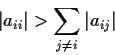 |a_{ii}| > \sum_{j \neq i} |a_{ij}|